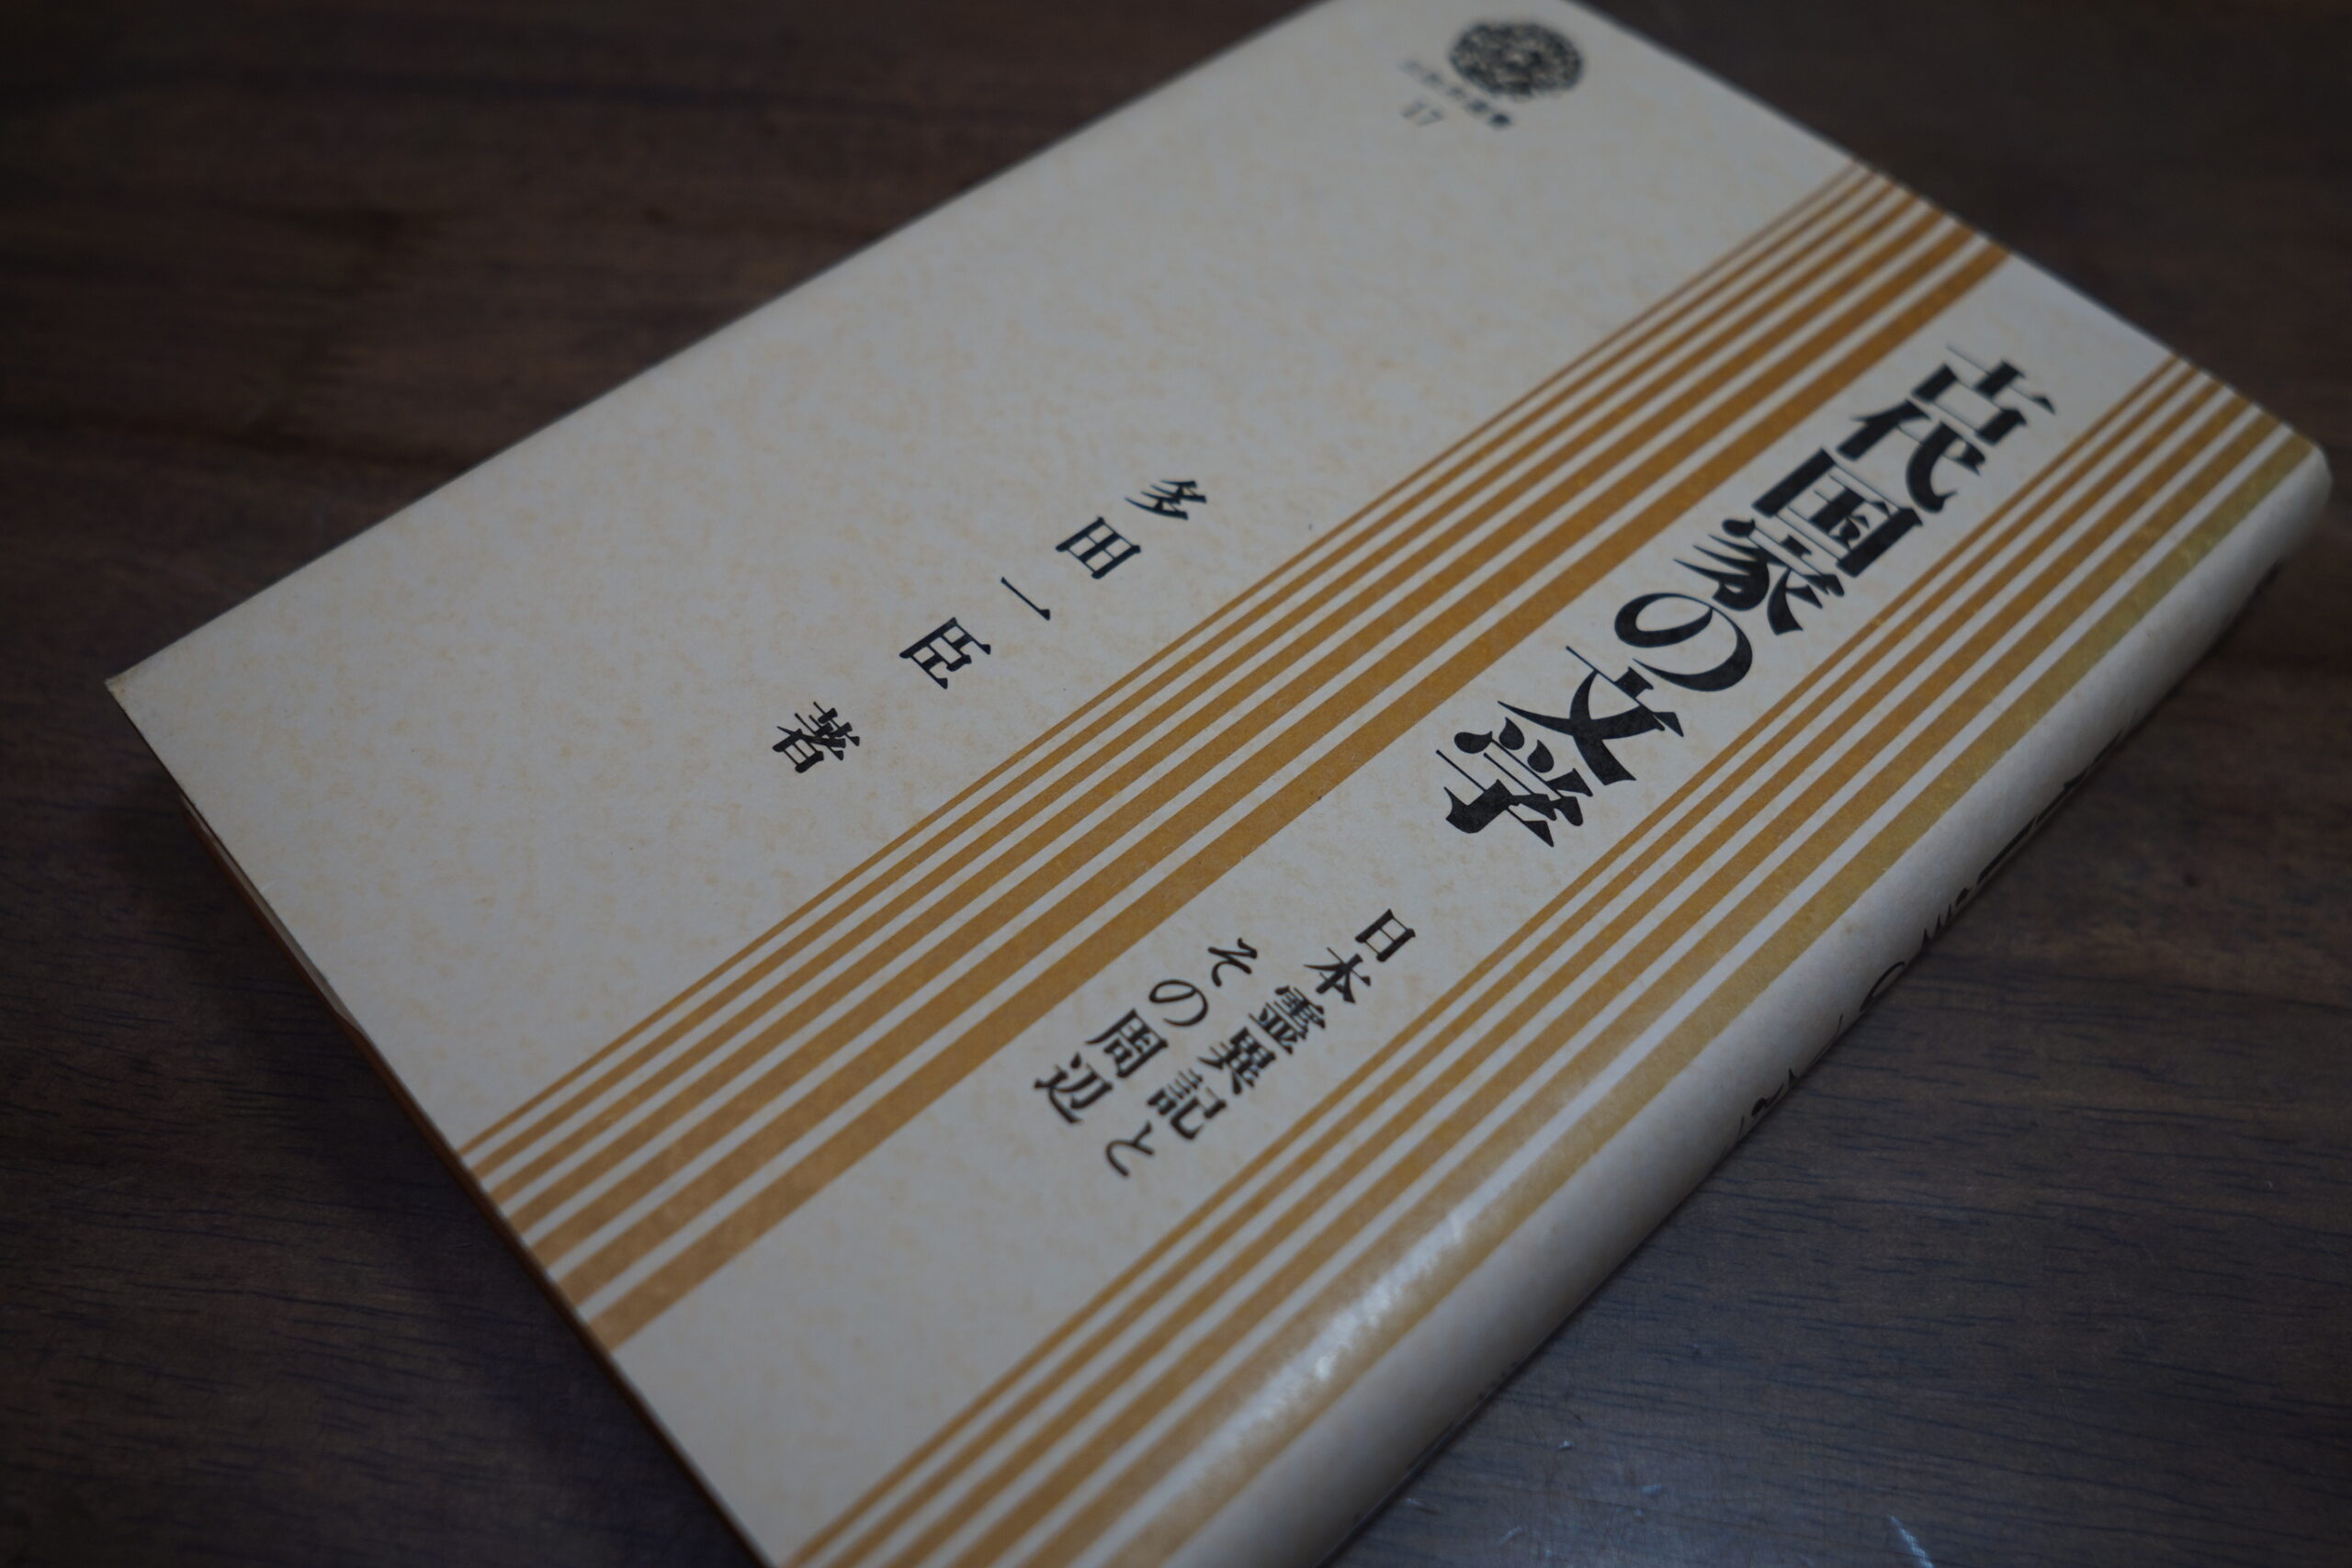 17
古代国家の文学
日本霊異記と
その周辺
多田一臣 著